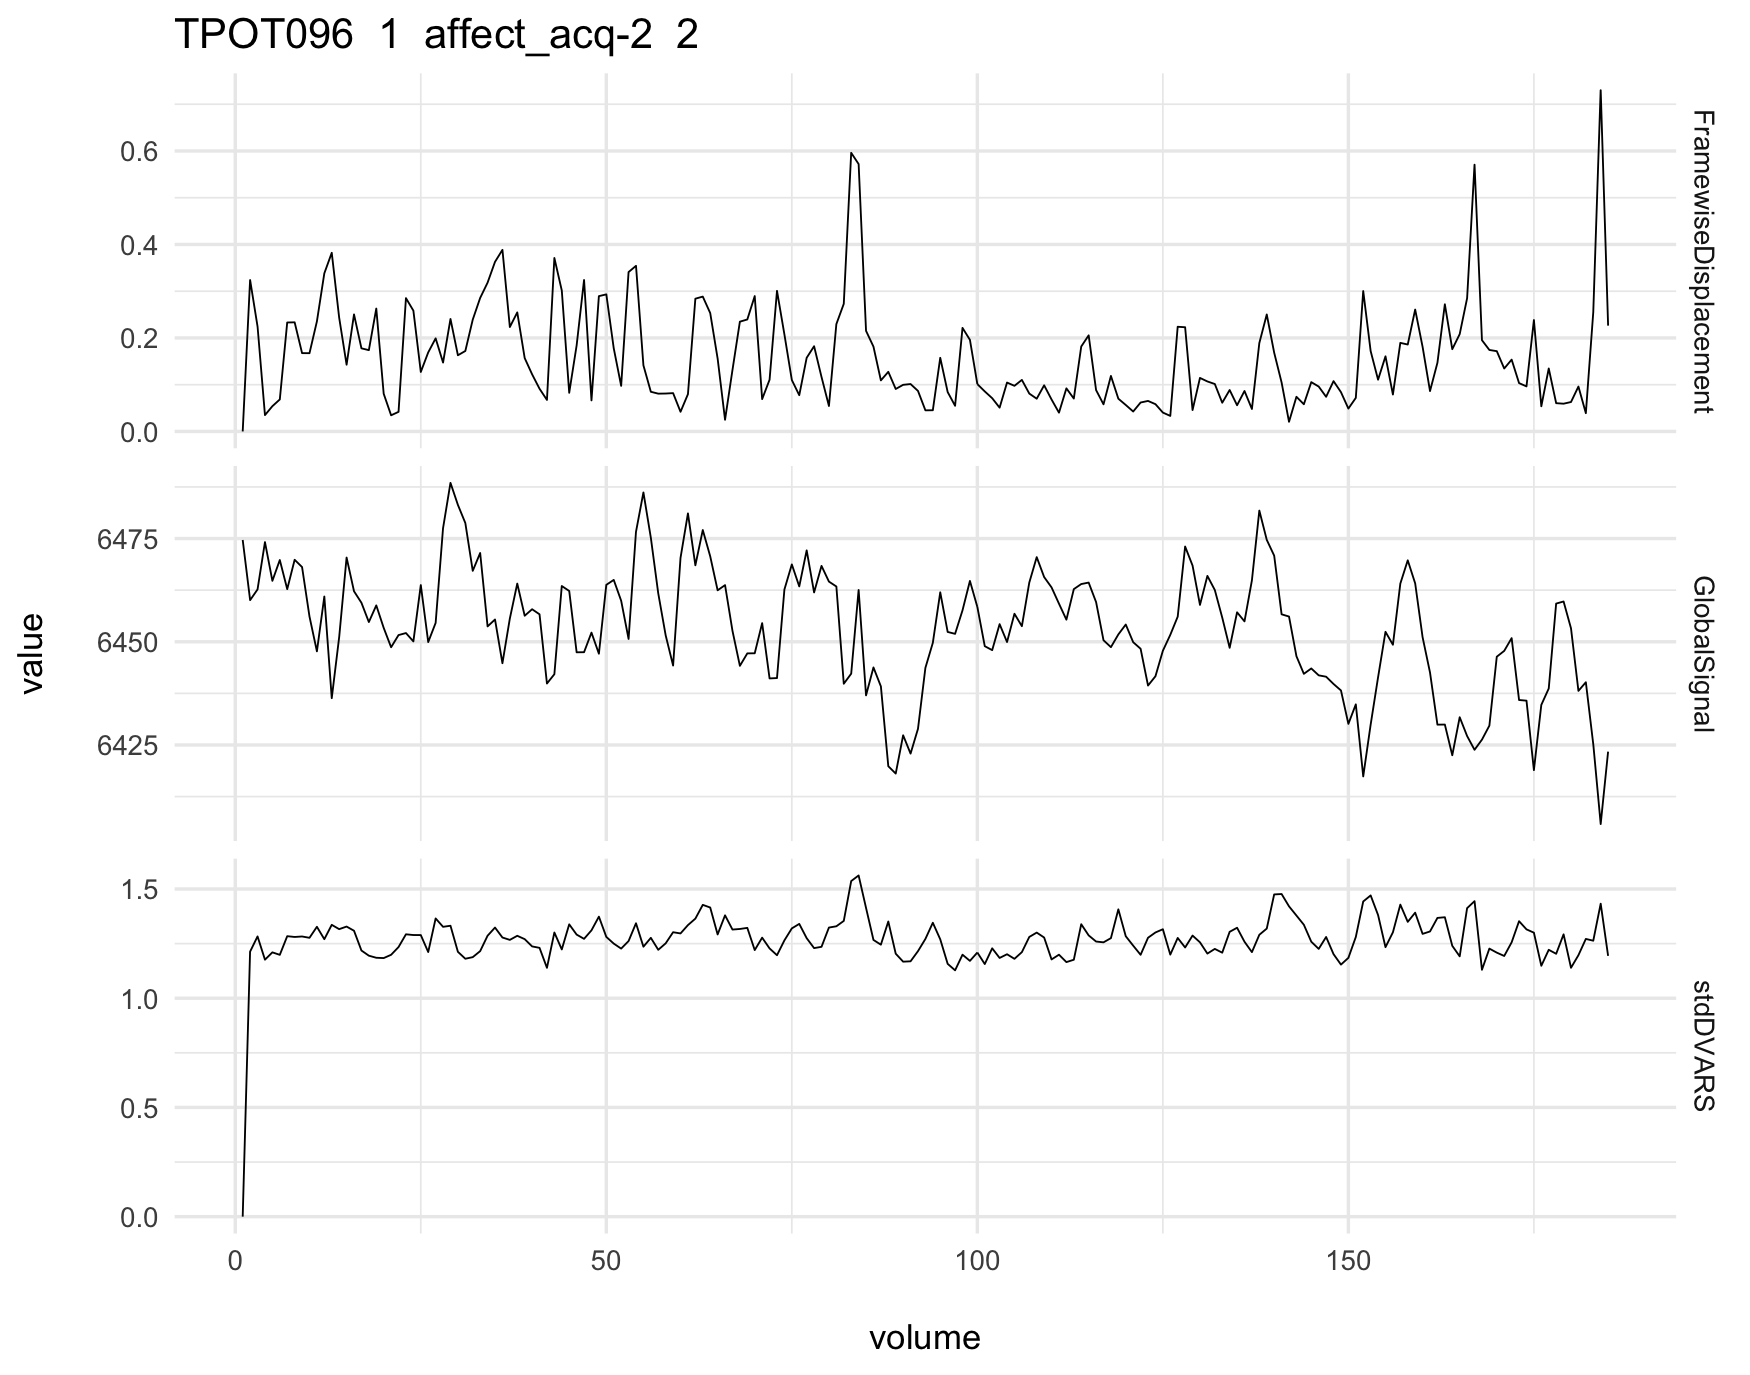 TPOT096 1 affect_acq-2 2
0.6
0.4
0.2
0.0
FramewiseDisplacement
6475
6450
6425
GlobalSignal
1.5
1.0
0.5
0.0
stdDVARS
value
0 50 100 150
volume